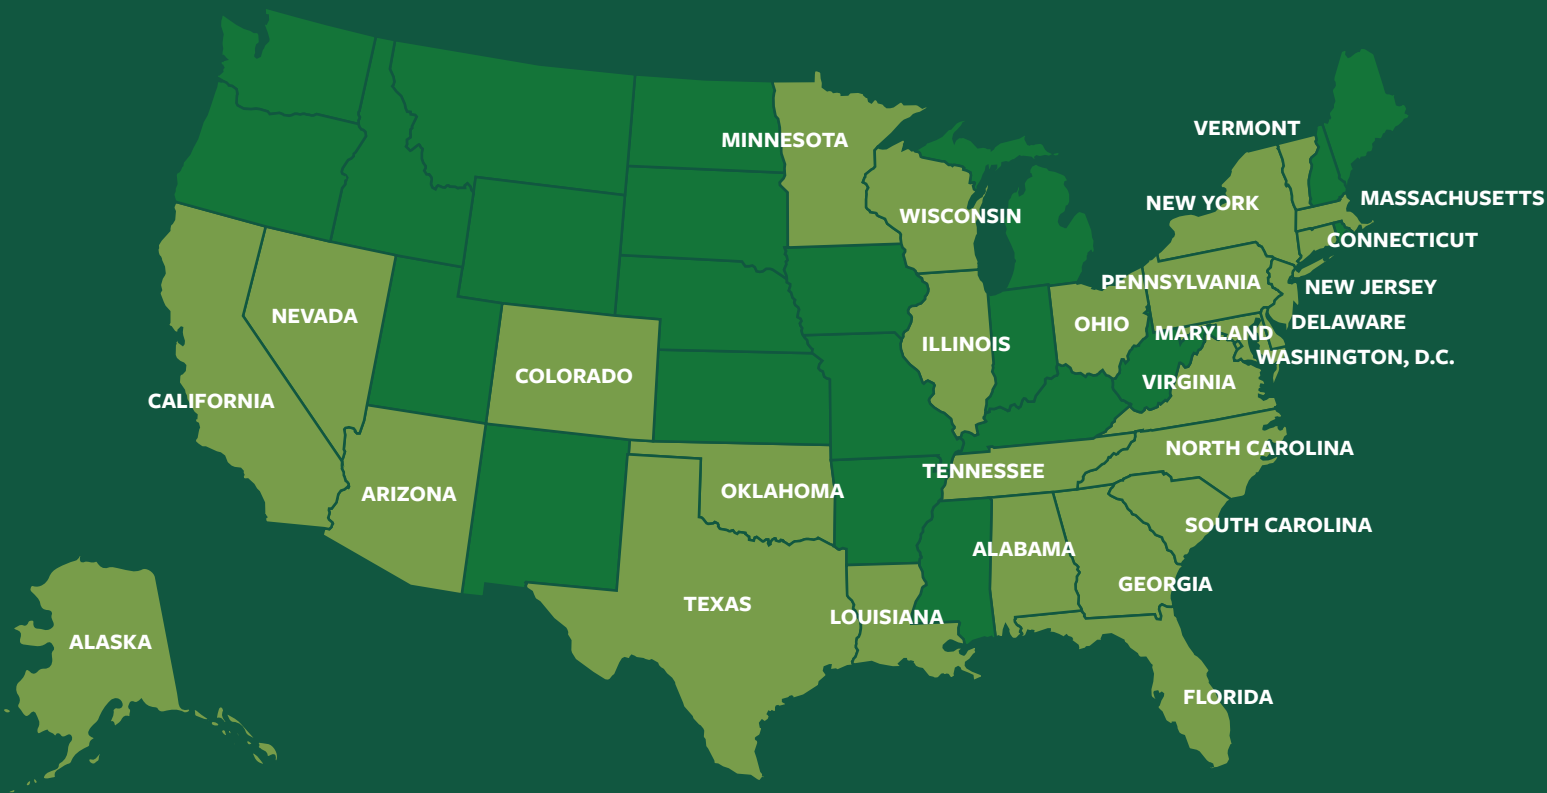 VERMONT
MINNESOTA
MASSACHUSETTS
NEW YORK
WISCONSIN
CONNECTICUT
PENNSYLVANIA
NEW JERSEY
NEVADA
DELAWARE
OHIO
MARYLAND
ILLINOIS
WASHINGTON, D.C.
COLORADO
VIRGINIA
CALIFORNIA
NORTH CAROLINA
TENNESSEE
OKLAHOMA
ARIZONA
SOUTH CAROLINA
ALABAMA
GEORGIA
TEXAS
LOUISIANA
ALASKA
FLORIDA